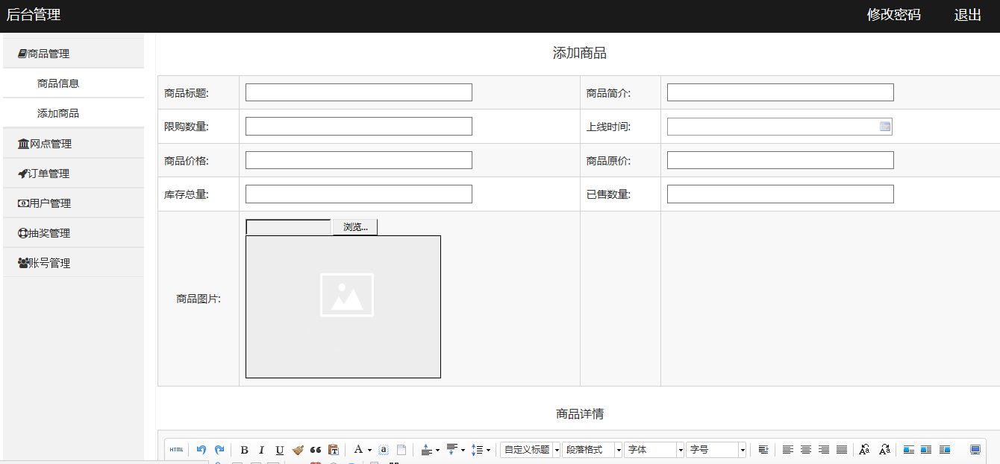 后台管理 修改密码 退出
商品管理
商品信息
添加商品
网点管理
订单管理
用户管理
抽奖管理
账号管理
添加商品
商品标题: 商品简介:
限购数量: 上线时间:
商品价格: 商品原价:
库存总量: 已售数量:
浏览...
商品图片:
商品详情
HTML B I U A a 自定义标题 段落格式 字体 字号